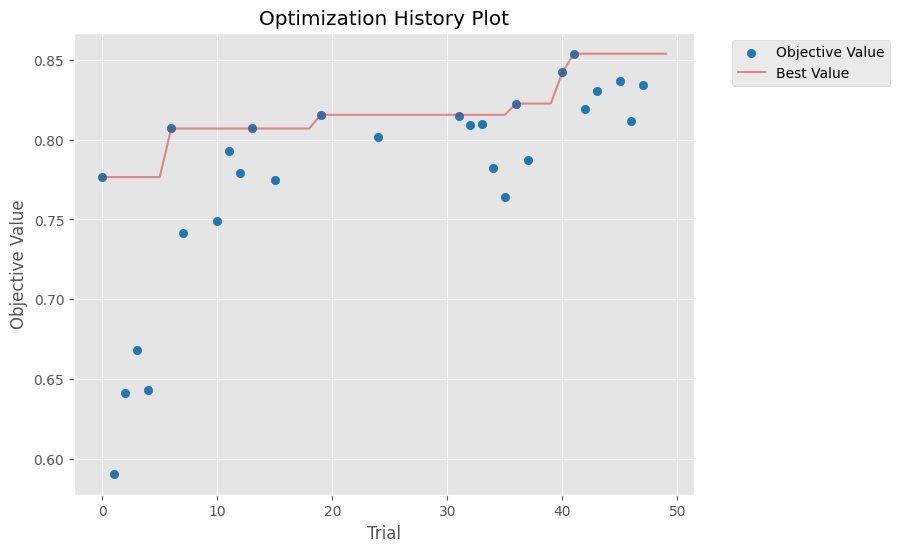 Optimization History Plot
Objective Value
Best Value
Objective Value
0.85
0.80
0.75
0.70
0.65
0.60
0 10 20 30 40 50
Trial